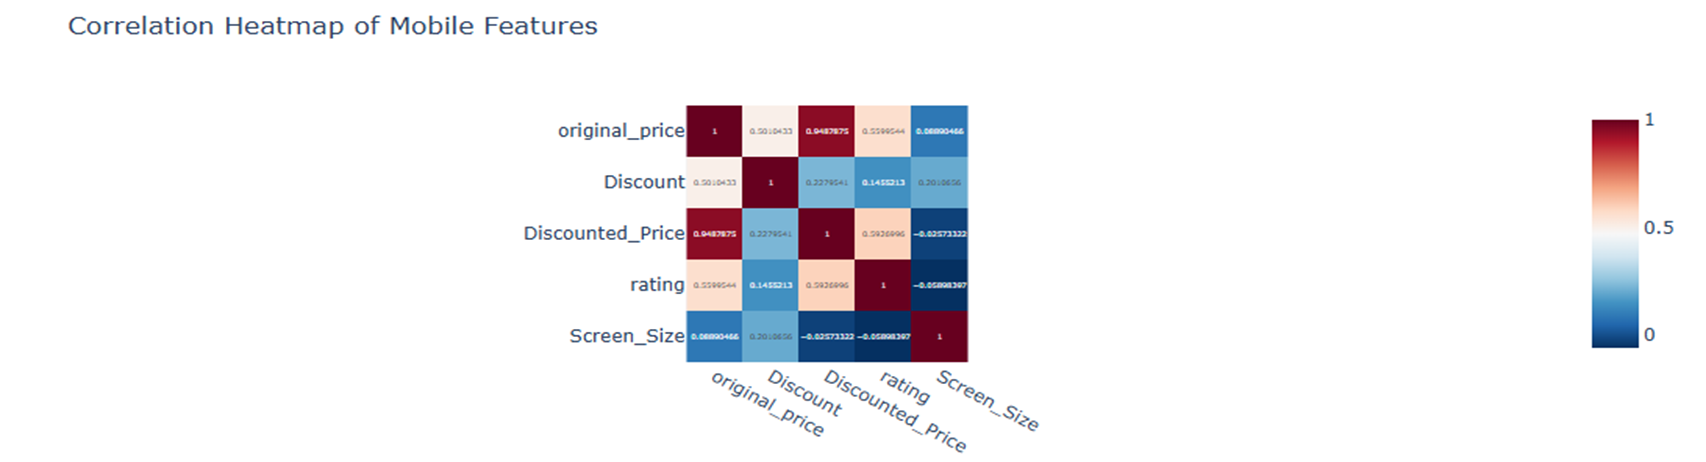 Correlation Heatmap of Mobile Features
original_price 1 0.5010433 0.9487875 0.5599544 0.08890466
1
Discount 0.5010433 1 0.2279541 0.1455213 0.2010656
Discounted_Price 0.9487875 0.2279541 1 0.5926996 −0.02573322
0.5
rating 0.5599544 0.1455213 0.5926996 1 −0.05898397
Screen_Size 0.08890466 0.2010656 −0.02573322 −0.05898397 1
0
original_price
Discount
Discounted_Price
rating
Screen_Size